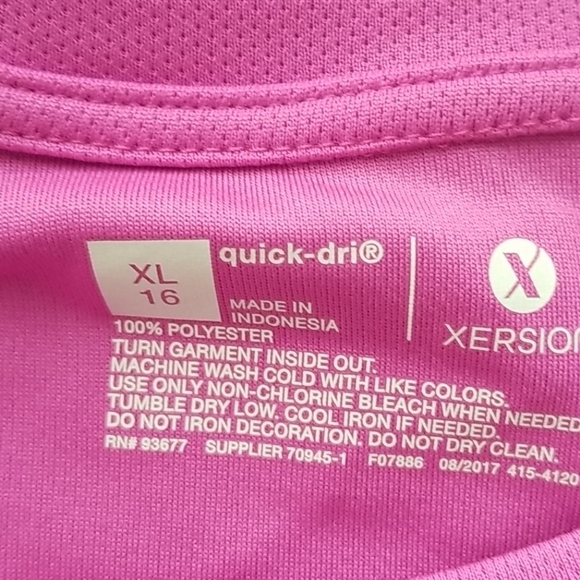 XL
16
quick-dri®
MADE IN
INDONESIA
X
XERSION
100% POLYESTER
TURN GARMENT INSIDE OUT.
MACHINE WASH COLD WITH LIKE COLORS.
USE ONLY NON-CHLORINE BLEACH WHEN NEEDED
TUMBLE DRY LOW. COOL IRON IF NEEDED.
DO NOT IRON DECORATION. DO NOT DRY CLEAN.
RN# 93677 SUPPLIER 70945-1 F07886 08/2017 415-4120